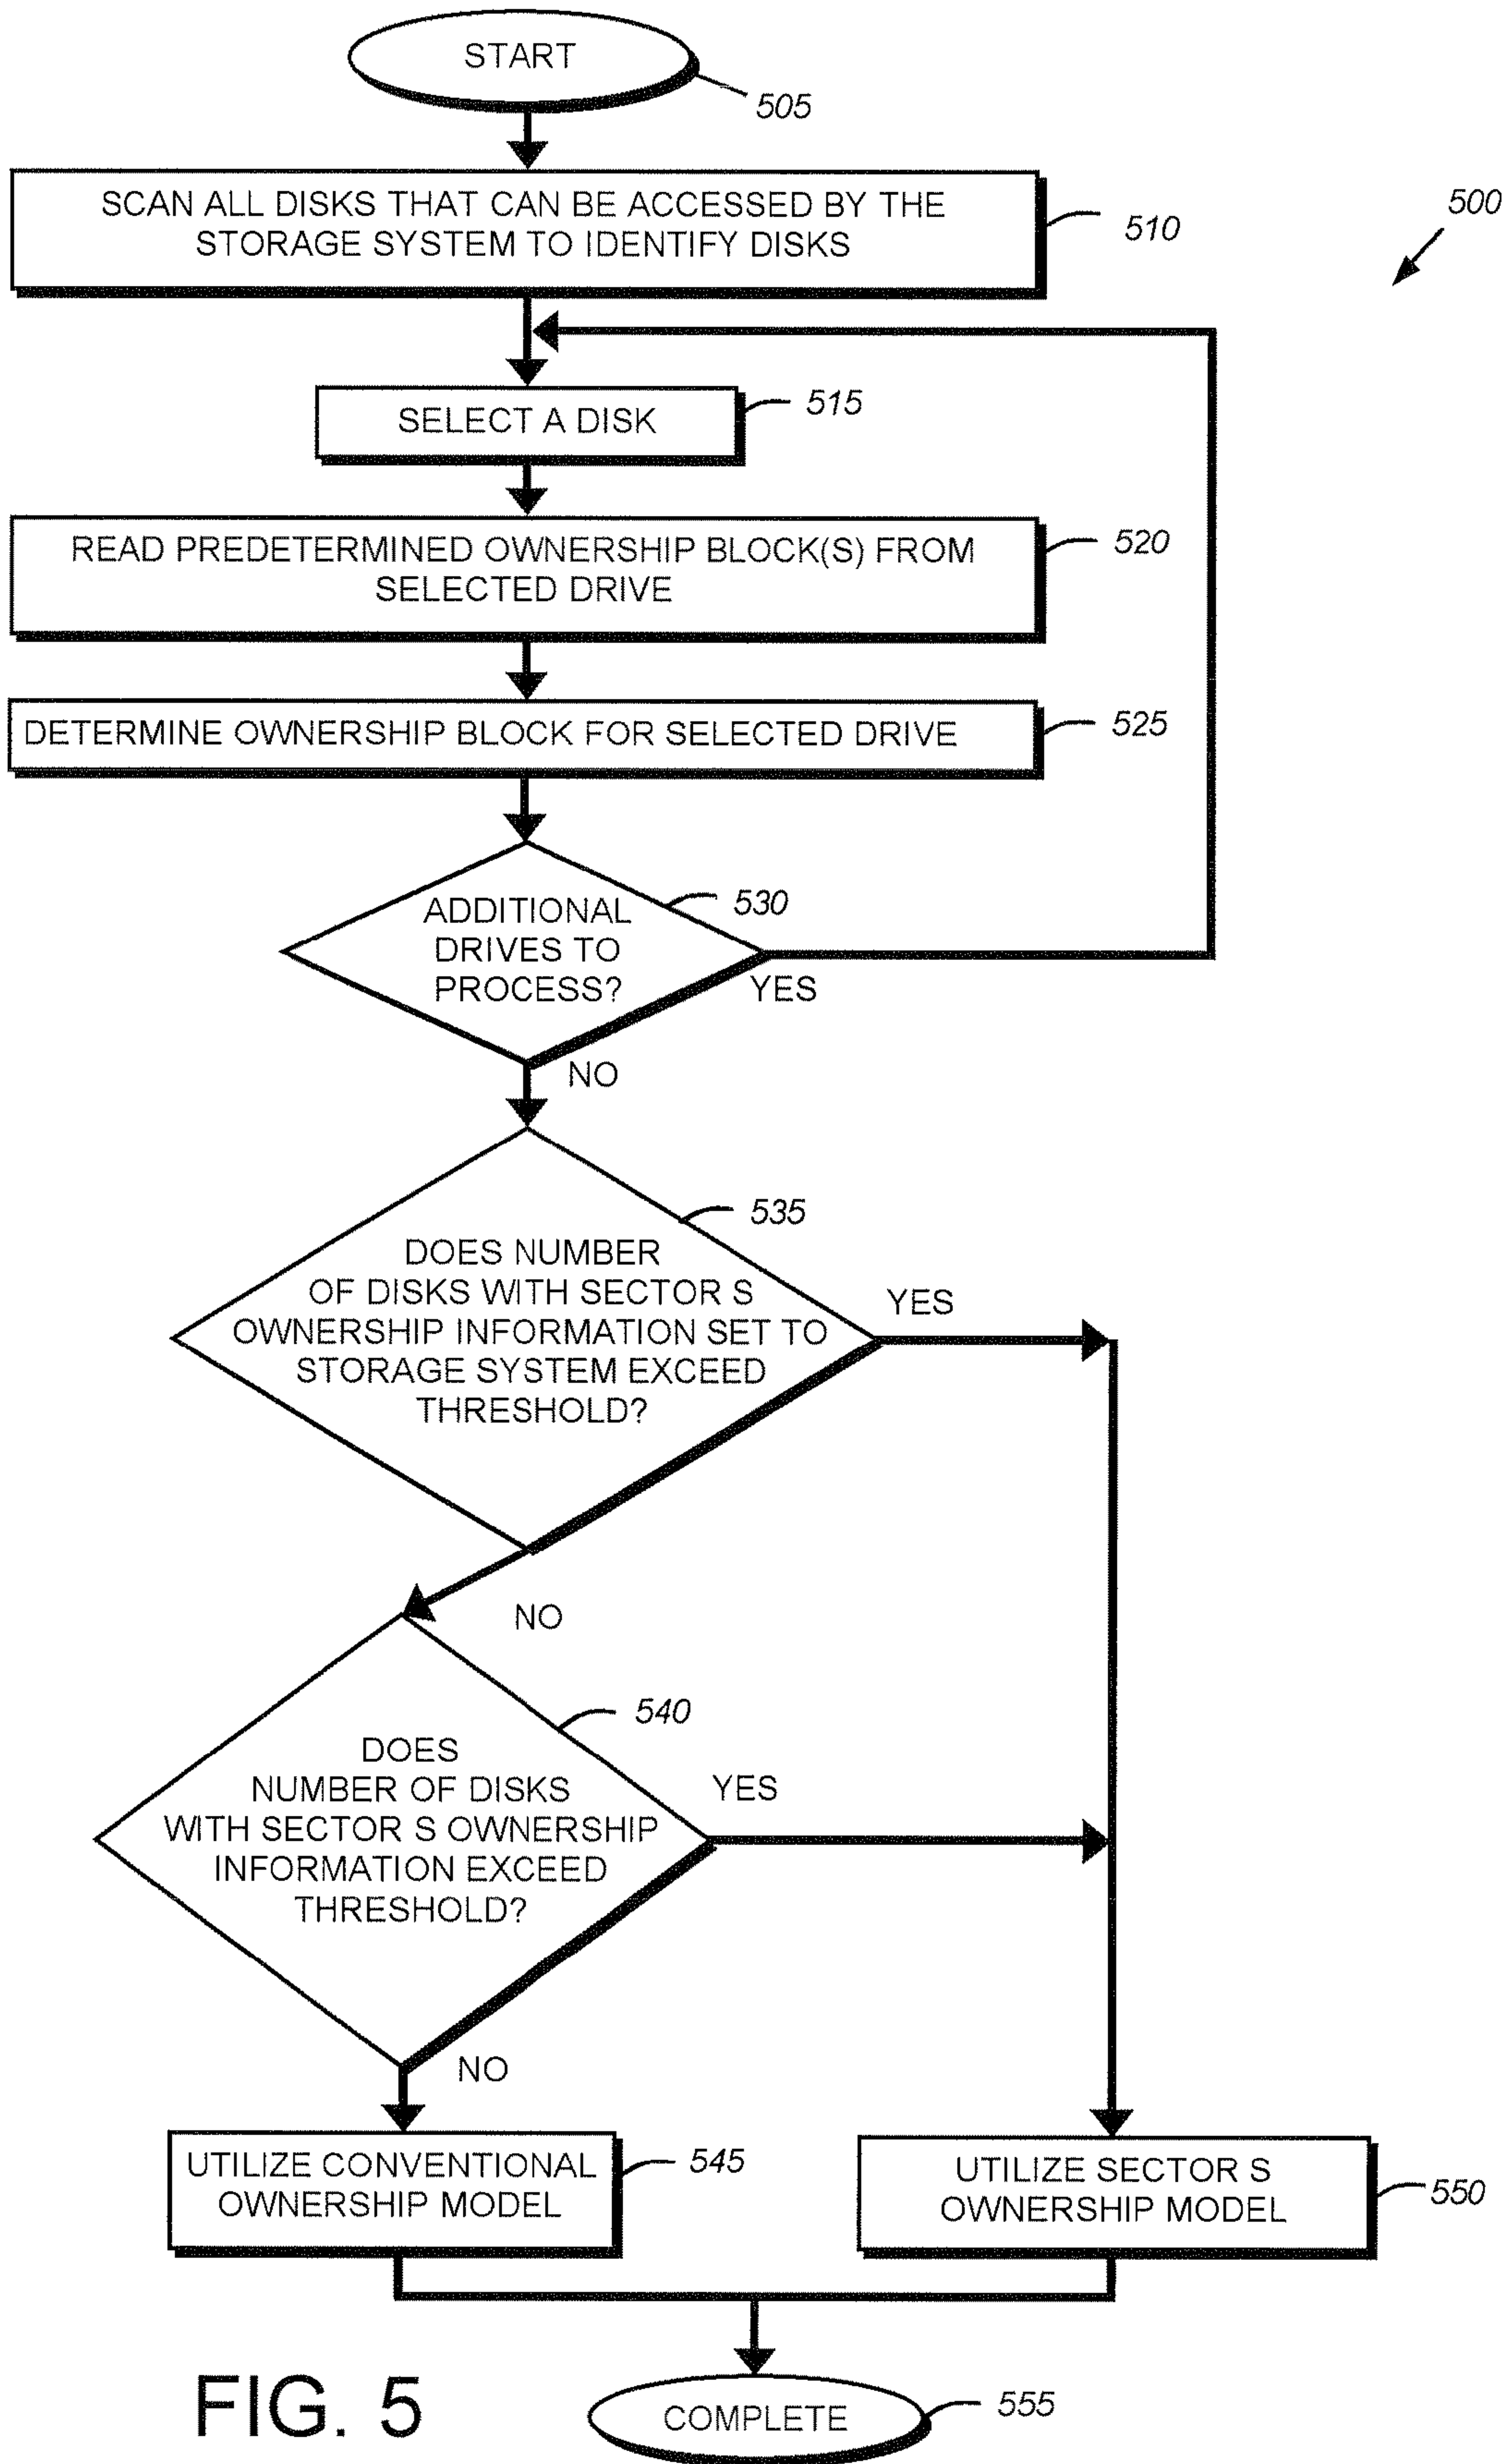 START
505
SCAN ALL DISKS THAT CAN BE ACCESSED BY THE
STORAGE SYSTEM TO IDENTIFY DISKS
510
500
SELECT A DISK
515
READ PREDETERMINED OWNERSHIP BLOCK(S) FROM
SELECTED DRIVE
520
DETERMINE OWNERSHIP BLOCK FOR SELECTED DRIVE
525
ADDITIONAL
DRIVES TO
PROCESS?
530
YES
NO
DOES NUMBER
OF DISKS WITH SECTOR S
OWNERSHIP INFORMATION SET TO
STORAGE SYSTEM EXCEED
THRESHOLD?
535
YES
NO
DOES
NUMBER OF DISKS
WITH SECTOR S OWNERSHIP
INFORMATION EXCEED
THRESHOLD?
540
YES
NO
UTILIZE CONVENTIONAL
OWNERSHIP MODEL
545
UTILIZE SECTOR S
OWNERSHIP MODEL
550
COMPLETE
555
FIG. 5